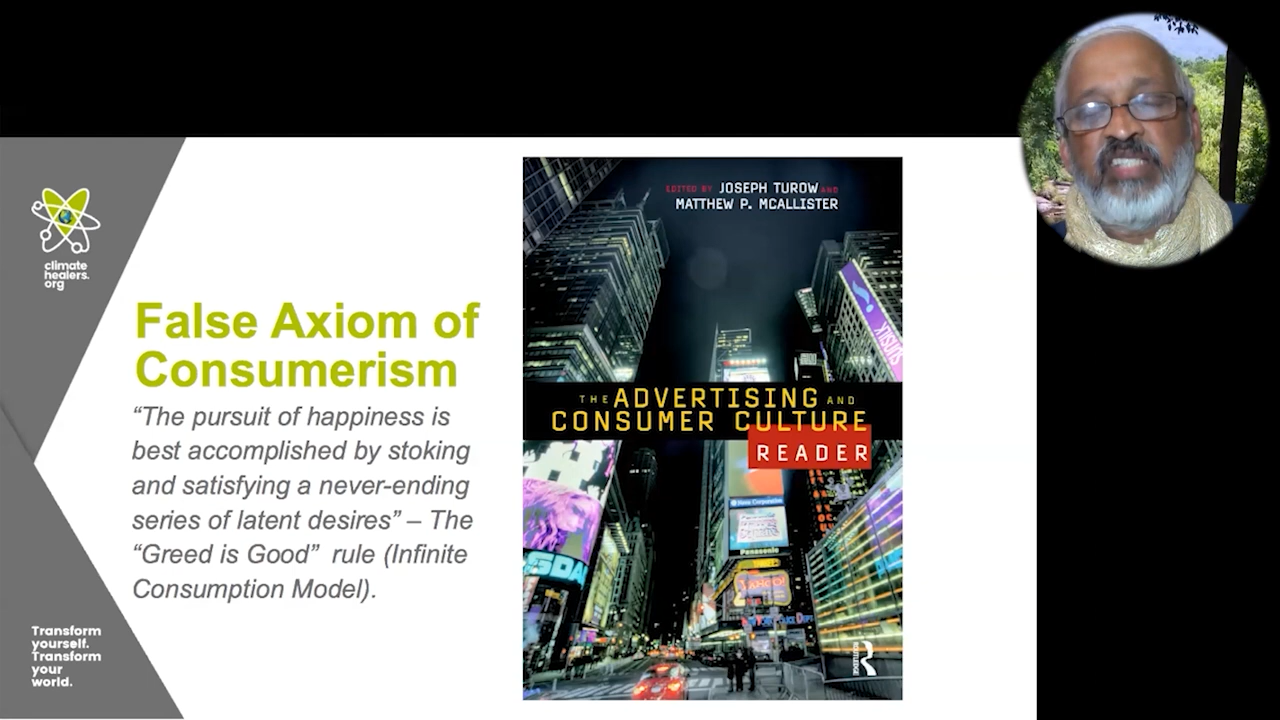 climate
healers.
org
False Axiom of
Consumerism
“The pursuit of happiness is
best accomplished by stoking
and satisfying a never-ending
series of latent desires” – The
“Greed is Good”  rule (Infinite
Consumption Model).
Transform
yourself.
Transform
your
world.
EDITED BY JOSEPH TUROW AND
MATTHEW P. MCALLISTER
THE ADVERTISING AND
CONSUMER CULTURE
READER
SUNSUIK
NASDA
Panasonic
YAHOO!
ROUTLEDGE